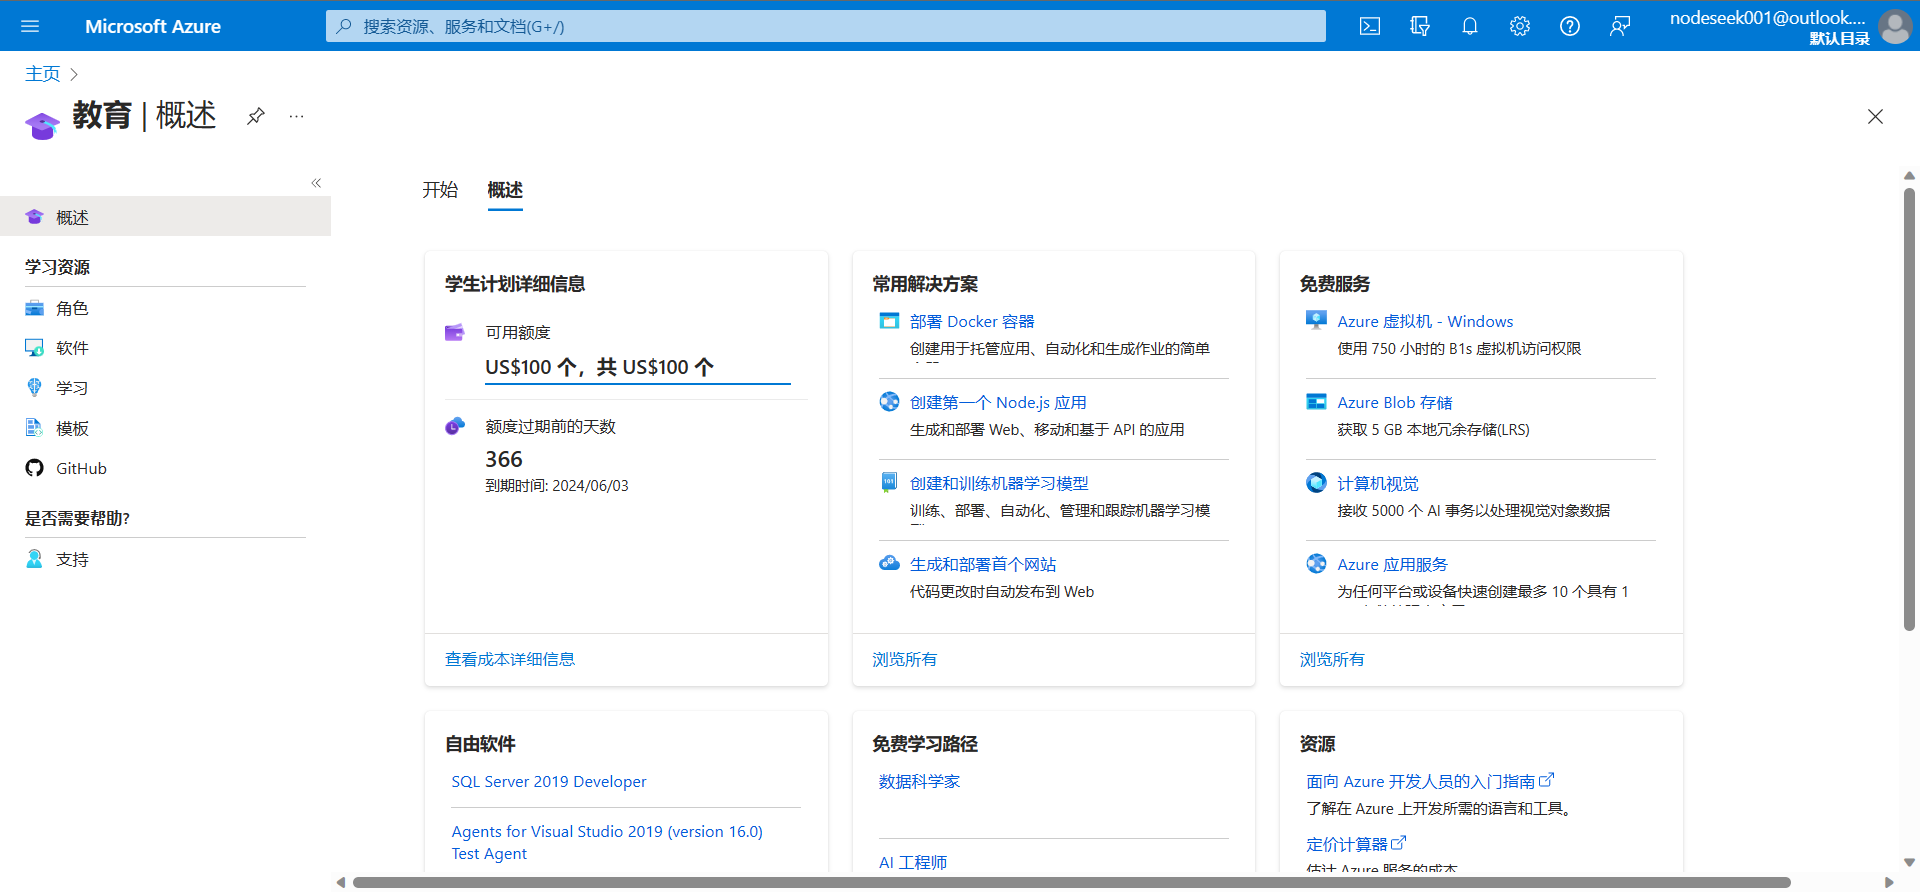 Microsoft Azure
搜索资源、服务和文档(G+/)
nodeseek001@outlook....
默认目录
主页
教育 | 概述
概述
学习资源
角色
软件
学习
模板
GitHub
是否需要帮助?
支持
开始
概述
学生计划详细信息
可用额度
US$100 个，共 US$100 个
额度过期前的天数
366
到期时间: 2024/06/03
查看成本详细信息
常用解决方案
部署 Docker 容器
创建用于托管应用、自动化和生成作业的简单
创建第一个 Node.js 应用
生成和部署 Web、移动和基于 API 的应用
创建和训练机器学习模型
训练、部署、自动化、管理和跟踪机器学习模
生成和部署首个网站
代码更改时自动发布到 Web
浏览所有
免费服务
Azure 虚拟机 - Windows
使用 750 小时的 B1s 虚拟机访问权限
Azure Blob 存储
获取 5 GB 本地冗余存储(LRS)
计算机视觉
接收 5000 个 AI 事务以处理视觉对象数据
Azure 应用服务
为任何平台或设备快速创建最多 10 个具有 1
浏览所有
自由软件
SQL Server 2019 Developer
Agents for Visual Studio 2019 (version 16.0)
Test Agent
免费学习路径
数据科学家
AI 工程师
资源
面向 Azure 开发人员的入门指南
了解在 Azure 上开发所需的语言和工具。
定价计算器
估计 Azure 服务的成本